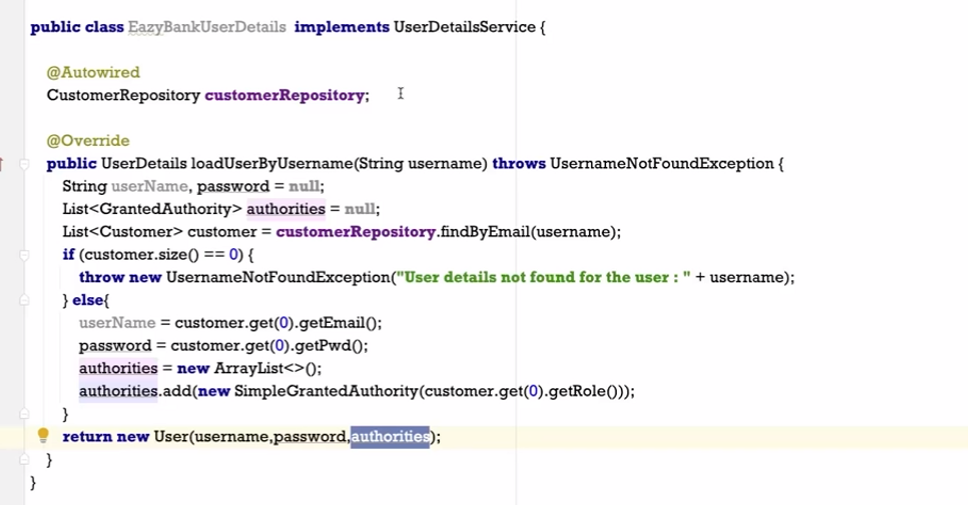 public class EazyBankUserDetails implements UserDetailsService {
@Autowired
CustomerRepository customerRepository;
@Override
public UserDetails loadUserByUsername(String username) throws UsernameNotFoundException {
String userName, password = null;
List<GrantedAuthority> authorities = null;
List<Customer> customer = customerRepository.findByEmail(username);
if (customer.size() == 0) {
throw new UsernameNotFoundException("User details not found for the user : " + username);
} else{
userName = customer.get(0).getEmail();
password = customer.get(0).getPwd();
authorities = new ArrayList<>();
authorities.add(new SimpleGrantedAuthority(customer.get(0).getRole()));
}
return new User(username,password,authorities);
}
}